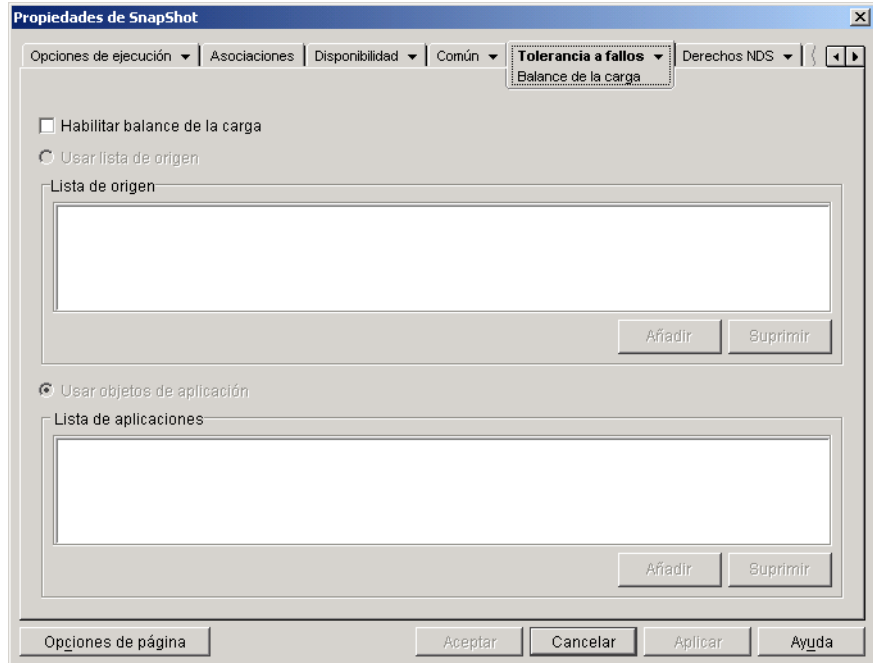 Propiedades de SnapShot
Opciones de ejecución Asociaciones Disponibilidad Común Tolerancia a fallos Derechos NDS
Balance de la carga
Habilitar balance de la carga
Usar lista de origen
Lista de origen
Añadir Suprimir
Usar objetos de aplicación
Lista de aplicaciones
Añadir Suprimir
Opciones de página Aceptar Cancelar Aplicar Ayuda